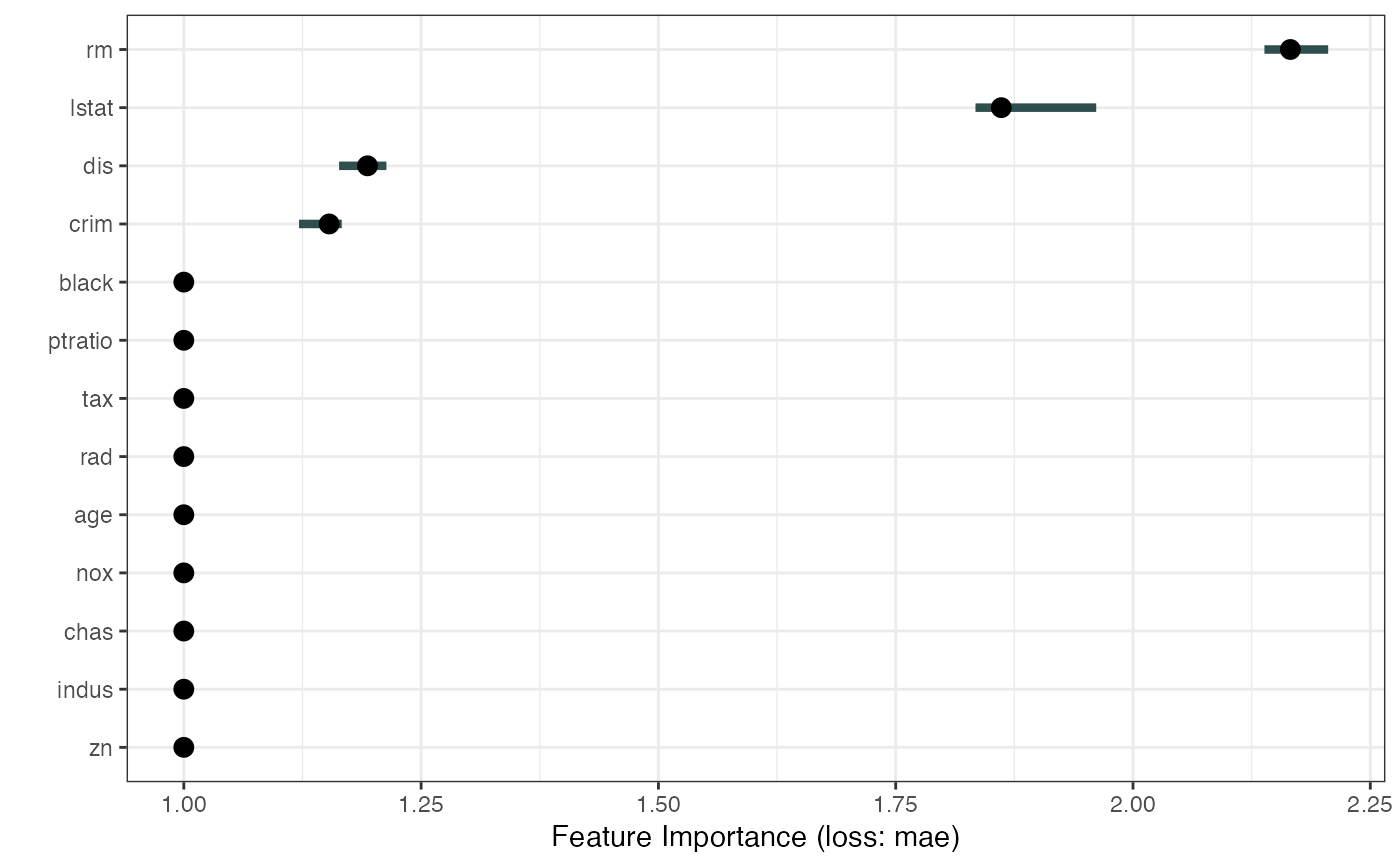 rm
lstat
dis
crim
black
ptratio
tax
rad
age
nox
chas
indus
zn
1.00 1.25 1.50 1.75 2.00 2.25
Feature Importance (loss: mae)